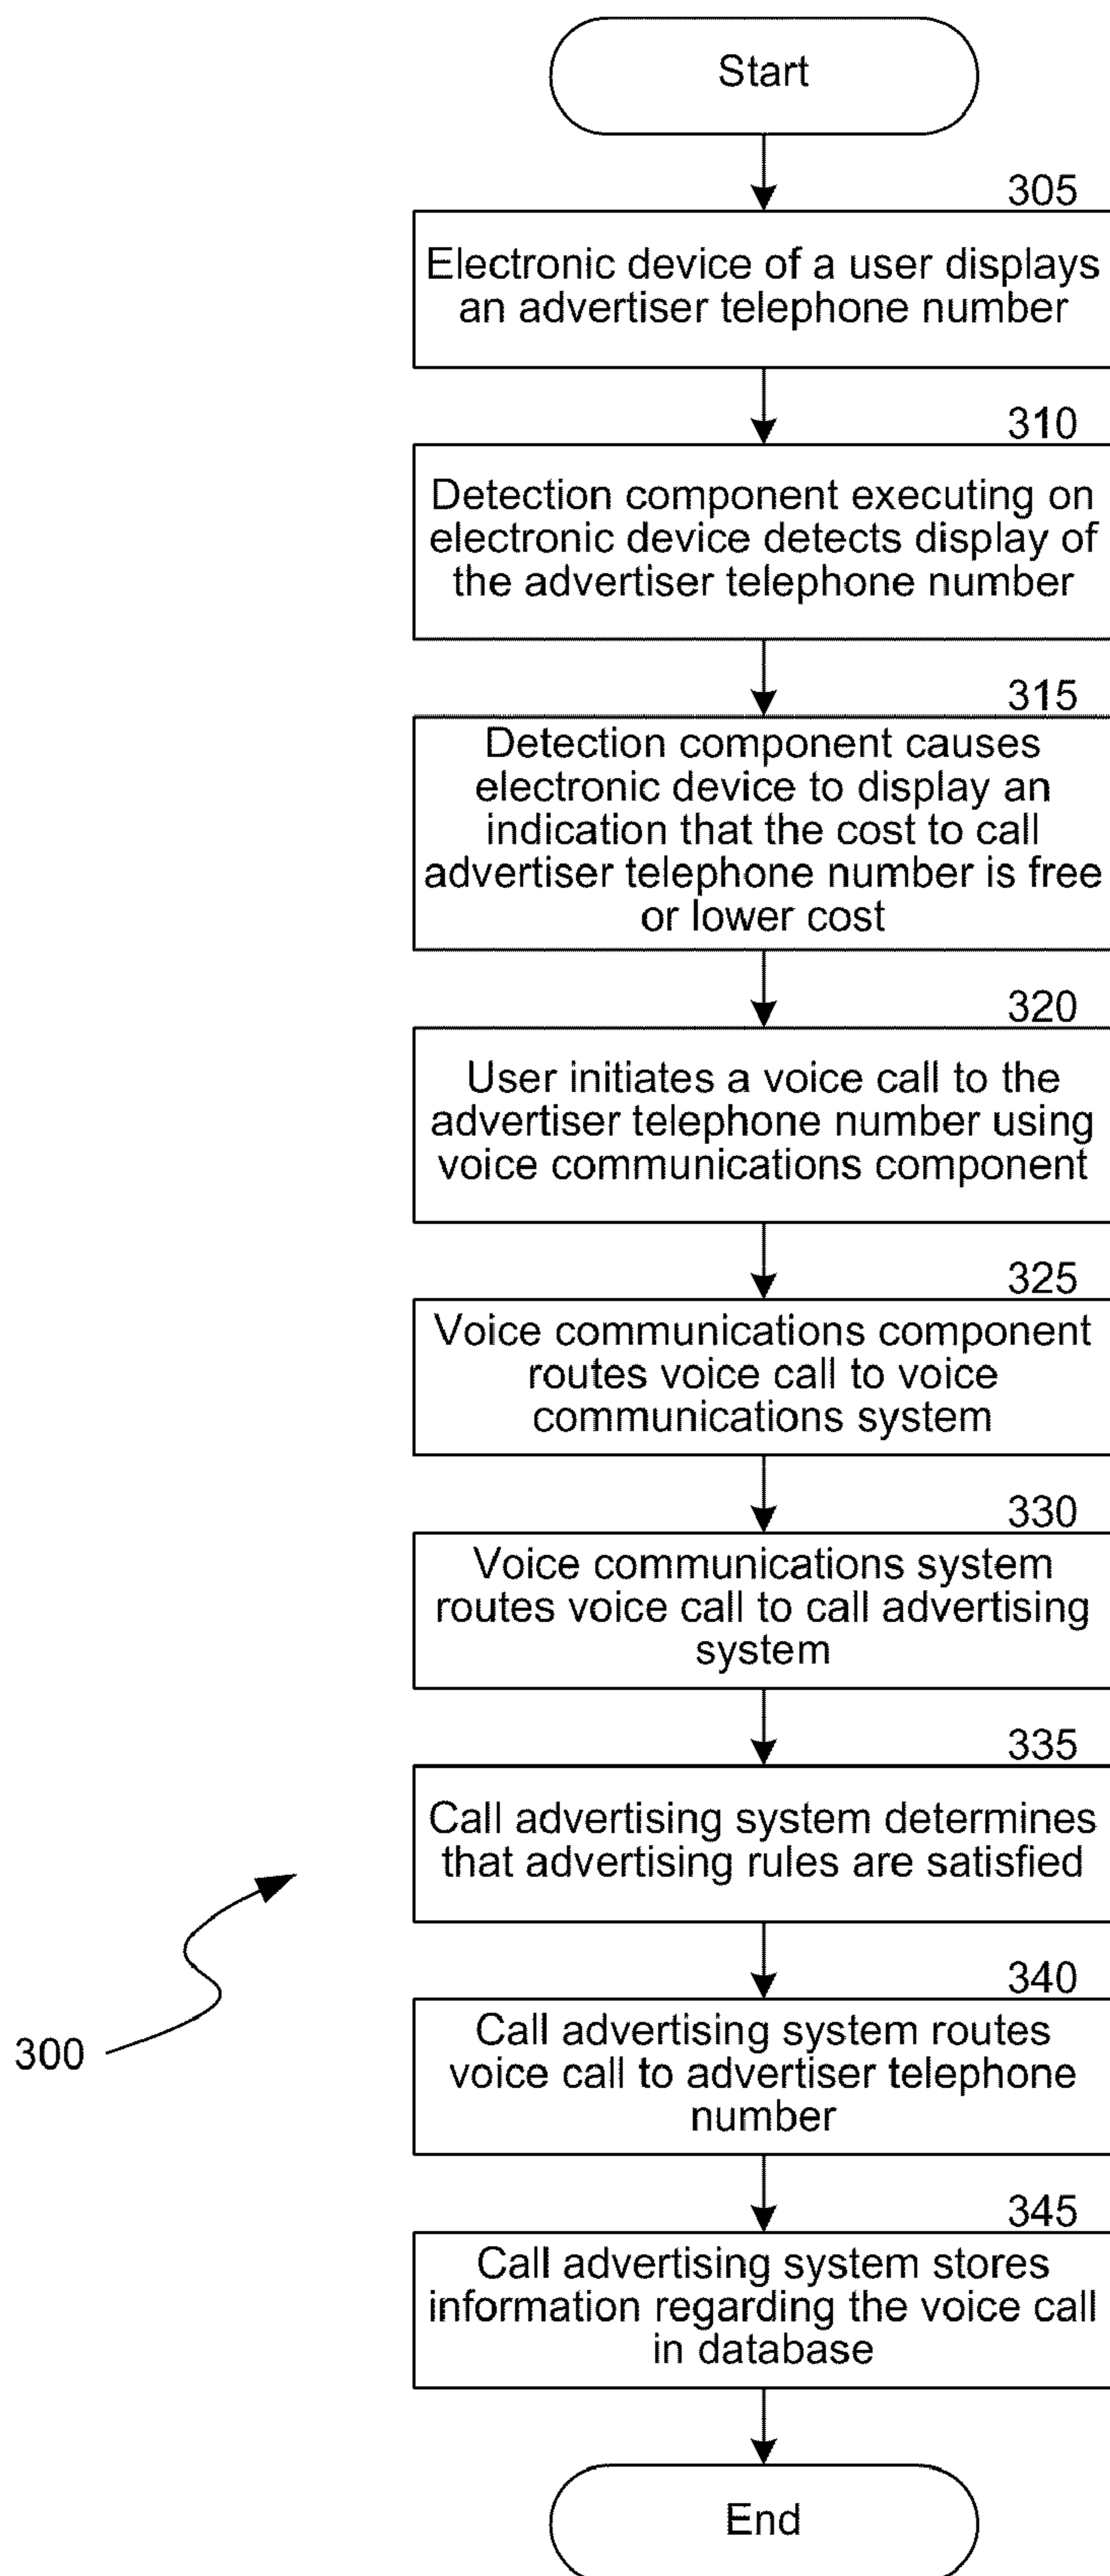 Start
305
Electronic device of a user displays
an advertiser telephone number
310
Detection component executing on
electronic device detects display of
the advertiser telephone number
315
Detection component causes
electronic device to display an
indication that the cost to call
advertiser telephone number is free
or lower cost
320
User initiates a voice call to the
advertiser telephone number using
voice communications component
325
Voice communications component
routes voice call to voice
communications system
330
Voice communications system
routes voice call to call advertising
system
335
Call advertising system determines
that advertising rules are satisfied
340
Call advertising system routes
voice call to advertiser telephone
number
300
345
Call advertising system stores
information regarding the voice call
in database
End